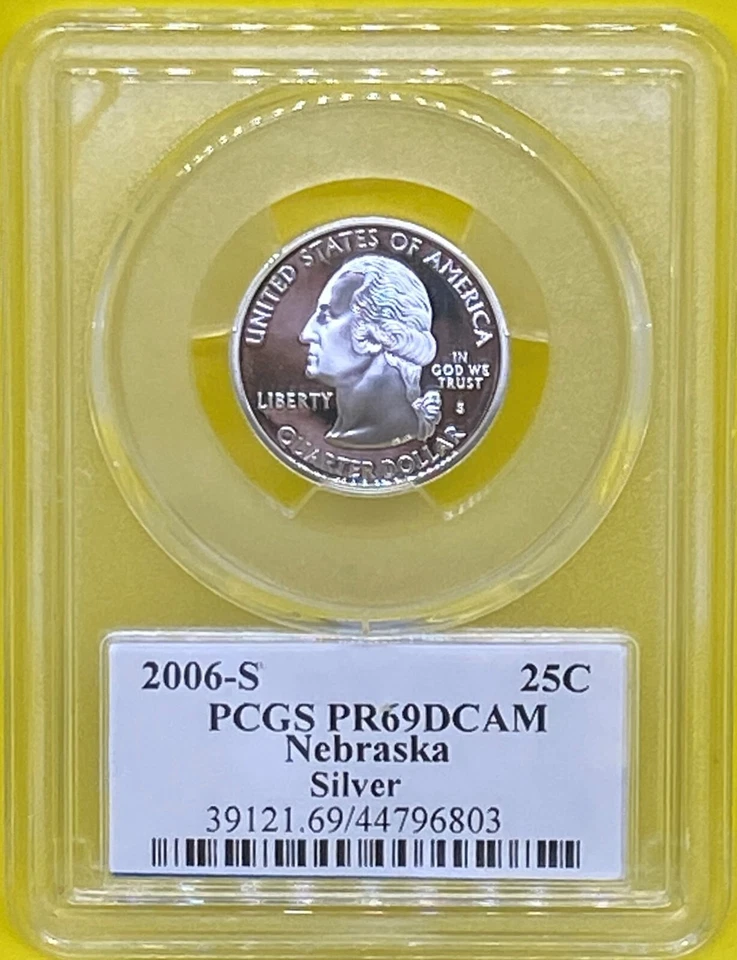 UNITED STATES OF AMERICA
IN
GOD WE
TRUST
LIBERTY
S
QUARTER DOLLAR
2006-S 25C
PCGS PR69DCAM
Nebraska
Silver
39121.69/44796803